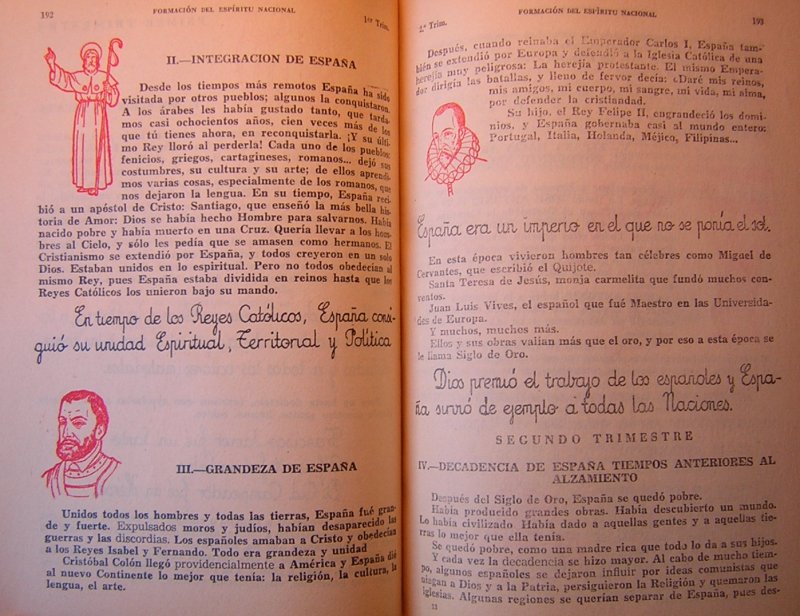 192
FORMACIÓN DEL ESPÍRITU NACIONAL
1er Trim.
II.—INTEGRACION DE ESPAÑA
Desde los tiempos más remotos España ha sido
visitada por otros pueblos; algunos la conquistaron.
A los árabes les había gustado tanto, que tarda-
mos casi ochocientos años, cien veces más de los
que tú tienes ahora, en reconquistarla. ¡Y su últi-
mo Rey lloró al perderla! Cada uno de los pueblos:
fenicios, griegos, cartagineses, romanos... dejó sus
costumbres, su cultura y su arte; de ellos aprendi-
mos varias cosas, especialmente de los romanos, que
nos dejaron la lengua. En su tiempo, España reci-
bió a un apóstol de Cristo: Santiago, que enseñó la más bella his-
toria de Amor: Dios se había hecho Hombre para salvarnos. Había
nacido pobre y había muerto en una Cruz. Quería llevar a los hom-
bres al Cielo, y sólo les pedía que se amasen como hermanos. El
Cristianismo se extendió por España, y todos creyeron en un solo
Dios. Estaban unidos en lo espiritual. Pero no todos obedecían al
mismo Rey, pues España estaba dividida en reinos hasta que los
Reyes Católicos los unieron bajo su mando.
En tiempo de los Reyes Católicos, España consi-
guió su unidad Espiritual, Territorial y Política
III.—GRANDEZA DE ESPAÑA
Unidos todos los hombres y todas las tierras, España fué gran-
de y fuerte. Expulsados moros y judíos, habían desaparecido las
guerras y las discordias. Los españoles amaban a Cristo y obedecían
a los Reyes Isabel y Fernando. Todo era grandeza y unidad
Cristóbal Colón llegó providencialmente a América y España dió
al nuevo Continente lo mejor que tenía: la religión, la cultura, la
lengua, el arte.
2.º Trim.
FORMACIÓN DEL ESPÍRITU NACIONAL
193
Después, cuando reinaba el Emperador Carlos I, España tam-
bién se extendió por Europa y defendió a la Iglesia Católica de una
herejía muy peligrosa: La herejía protestante. El mismo Empera-
dor dirigía las batallas, y lleno de fervor decía: «Daré mis reinos,
mis amigos, mi cuerpo, mi sangre, mi vida, mi alma,
por defender la cristiandad.
Su hijo, el Rey Felipe II, engrandeció los domi-
nios, y España gobernaba casi al mundo entero:
Portugal, Italia, Holanda, Méjico, Filipinas...
España era un imperio en el que no se ponía el sol.
En esta época vivieron hombres tan célebres como Miguel de
Cervantes, que escribió el Quijote.
Santa Teresa de Jesús, monja carmelita que fundó muchos con-
ventos.
Juan Luis Vives, el español que fué Maestro en las Universida-
des de Europa.
Y muchos, muchos más.
Ellos y sus obras valían más que el oro, y por eso a esta época se
le llama Siglo de Oro.
Dios premió el trabajo de los españoles y Espa-
ña sirvió de ejemplo a todas las Naciones.
SEGUNDO TRIMESTRE
IV.—DECADENCIA DE ESPAÑA TIEMPOS ANTERIORES AL
ALZAMIENTO
Después del Siglo de Oro, España se quedó pobre.
Había producido grandes obras. Había descubierto un mundo.
Lo había civilizado. Había dado a aquellas gentes y a aquellas tie-
rras lo mejor que ella tenía.
Se quedó pobre, como una madre rica que todo lo da a sus hijos.
Y cada vez la decadencia se hizo mayor. Al cabo de mucho tiem-
po, algunos españoles se dejaron influir por ideas comunistas que
niegan a Dios y a la Patria, persiguieron la Religión y quemaron las
iglesias. Algunas regiones se querían separar de España, pues des-
13